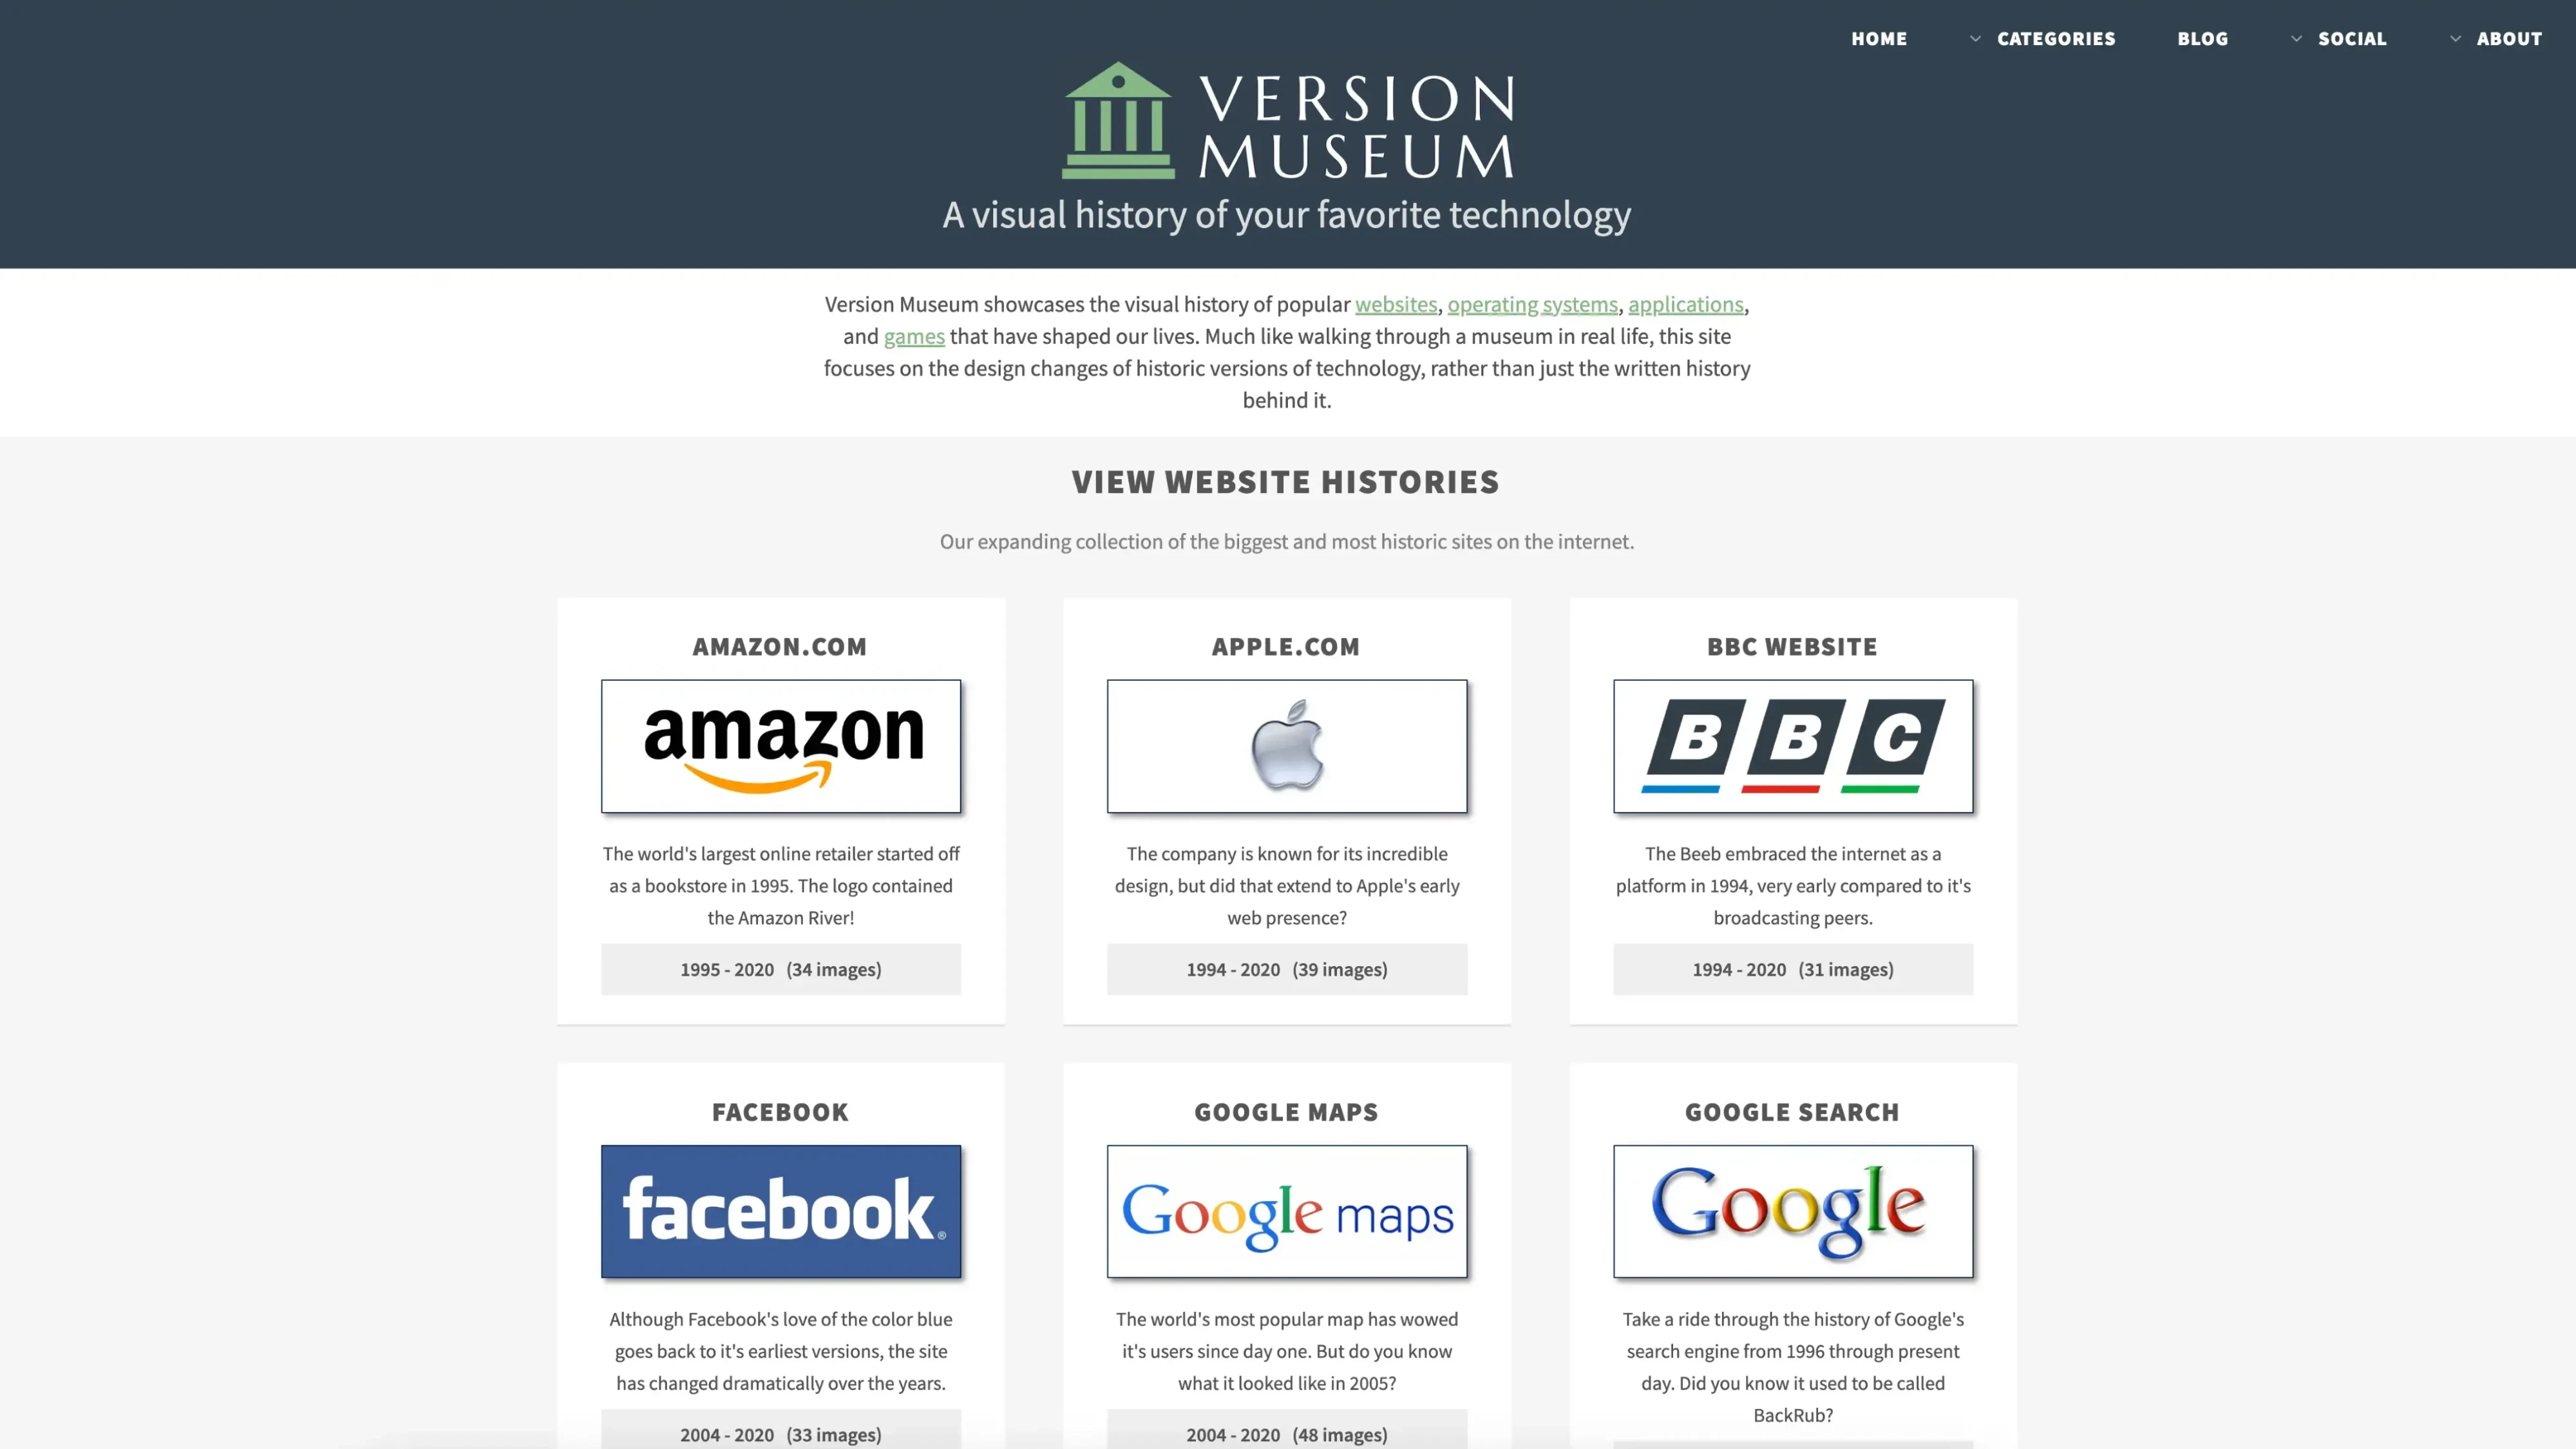 HOME CATEGORIES BLOG SOCIAL ABOUT
VERSION
MUSEUM
A visual history of your favorite technology
Version Museum showcases the visual history of popular websites, operating systems, applications,
and games that have shaped our lives. Much like walking through a museum in real life, this site
focuses on the design changes of historic versions of technology, rather than just the written history
behind it.
VIEW WEBSITE HISTORIES
Our expanding collection of the biggest and most historic sites on the internet.
AMAZON.COM
amazon
The world's largest online retailer started off
as a bookstore in 1995. The logo contained
the Amazon River!
1995 - 2020 (34 images)
APPLE.COM
The company is known for its incredible
design, but did that extend to Apple's early
web presence?
1994 - 2020 (39 images)
BBC WEBSITE
BBC
The Beeb embraced the internet as a
platform in 1994, very early compared to it's
broadcasting peers.
1994 - 2020 (31 images)
FACEBOOK
facebook®
Although Facebook's love of the color blue
goes back to it's earliest versions, the site
has changed dramatically over the years.
2004 - 2020 (33 images)
GOOGLE MAPS
Google maps
The world's most popular map has wowed
it's users since day one. But do you know
what it looked like in 2005?
2004 - 2020 (48 images)
GOOGLE SEARCH
Google
Take a ride through the history of Google's
search engine from 1996 through present
day. Did you know it used to be called
BackRub?